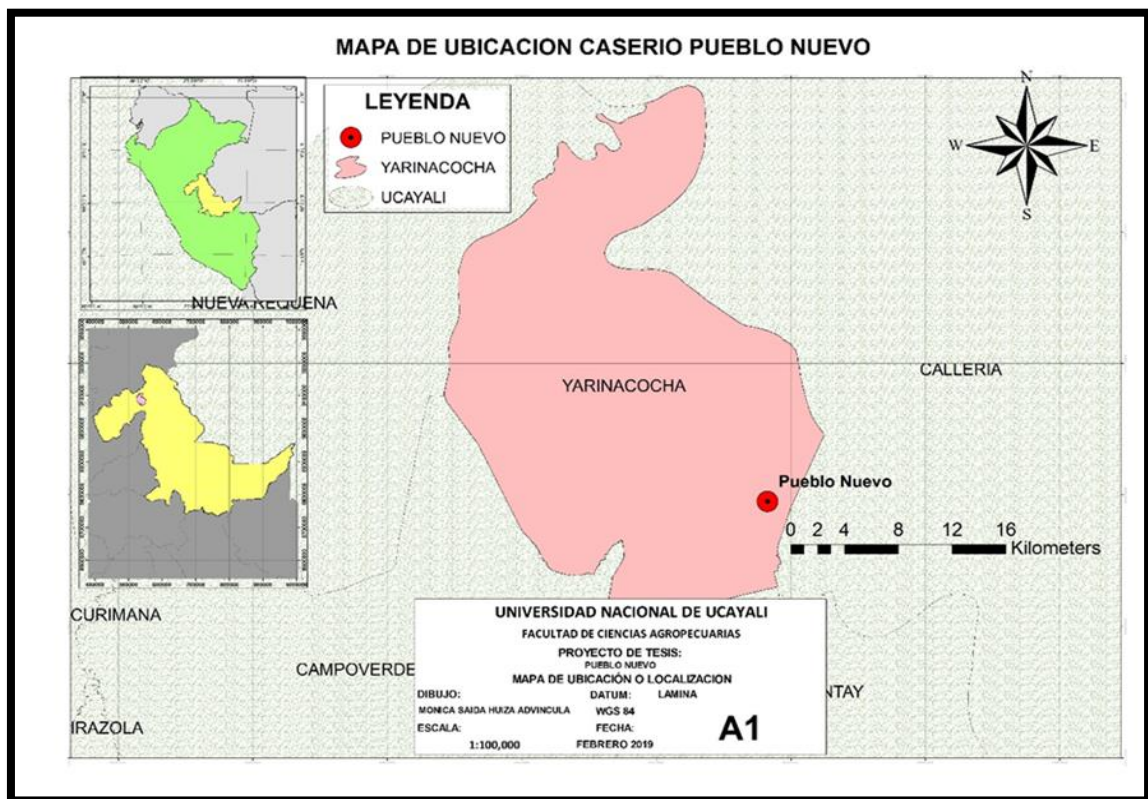 MAPA DE UBICACION CASERIO PUEBLO NUEVO
LEYENDA
PUEBLO NUEVO
YARINACOCHA
UCAYALI
N
W
E
S
NUEVA REQUENA
YARINACOCHA
CALLERIA
Pueblo Nuevo
0 2 4 8 12 16
Kilometers
CURIMANA
CAMPOVERDE
NTAY
IRAZOLA
UNIVERSIDAD NACIONAL DE UCAYALI
FACULTAD DE CIENCIAS AGROPECUARIAS
PROYECTO DE TESIS:
PUEBLO NUEVO
MAPA DE UBICACIÓN O LOCALIZACION
DIBUJO: DATUM: LAMINA
MONICA SAIDA HUIZA ADVINCULA WGS 84
ESCALA: FECHA: A1
1:100,000 FEBRERO 2019